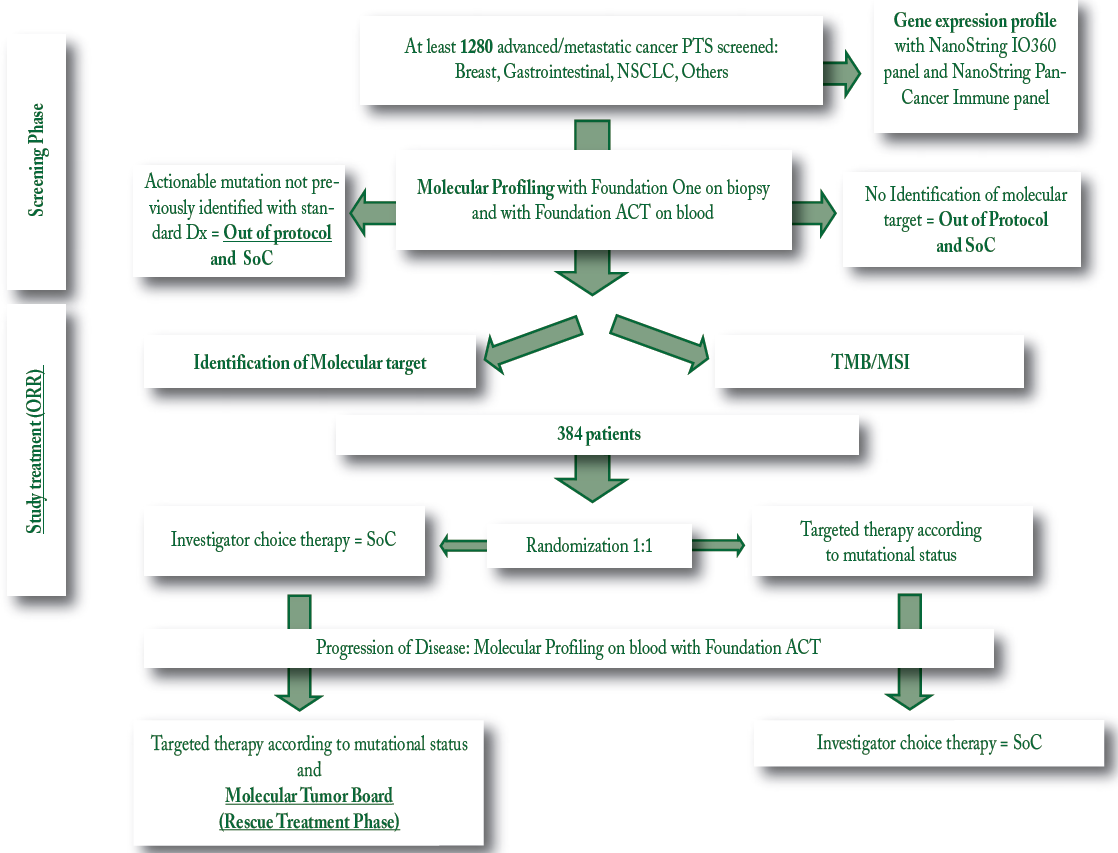 Screening Phase
At least 1280 advanced/metastatic cancer PTS screened:
Breast, Gastrointestinal, NSCLC, Others
Gene expression profile
with NanoString IO360
panel and NanoString Pan-
Cancer Immune panel
Actionable mutation not pre-
viously identified with stan-
dard Dx = Out of protocol
and SoC
Molecular Profiling with Foundation One on biopsy
and with Foundation ACT on blood
No Identification of molecular
target = Out of Protocol
and SoC
Study treatment (ORR)
Identification of Molecular target
TMB/MSI
384 patients
Investigator choice therapy = SoC
Randomization 1:1
Targeted therapy according
to mutational status
Progression of Disease: Molecular Profiling on blood with Foundation ACT
Targeted therapy according to mutational status
and
Molecular Tumor Board
(Rescue Treatment Phase)
Investigator choice therapy = SoC